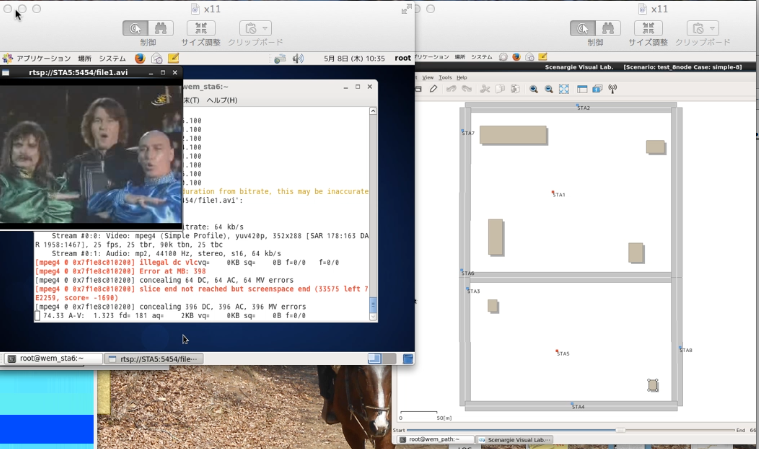 x11
制御
サイズ調整
クリップボード
アプリケーション 場所 システム
5月 8日 (木) 10:35 root
rtsp://STA5:5454/file1.avi
wem_sta6:~
末(T) ヘルプ(H)
5.100
.100
.100
.100
.100
.100
0.100
duration from bitrate, this may be inaccurate
454/file1.avi':
itrate: 64 kb/s
Stream #0:0: Video: mpeg4 (Simple Profile), yuv420p, 352x288 [SAR 178:163 DA
R 1958:1467], 25 fps, 25 tbr, 90k tbn, 25 tbc
Stream #0:1: Audio: mp2, 44100 Hz, stereo, s16, 64 kb/s
[mpeg4 @ 0x7f1e8c010200] illegal dc vlcvq= 0KB sq= 0B f=0/0 f=0/0
[mpeg4 @ 0x7f1e8c010200] Error at MB: 398
[mpeg4 @ 0x7f1e8c010200] concealing 64 DC, 64 AC, 64 MV errors
[mpeg4 @ 0x7f1e8c010200] slice end not reached but screenspace end (33575 left 7
E2259, score= -1690)
[mpeg4 @ 0x7f1e8c010200] concealing 396 DC, 396 AC, 396 MV errors
74.33 A-V: 1.323 fd= 181 aq= 2KB vq= 0KB sq= 0B f=0/0
root@wem_sta6:~
rtsp://STA5:5454/file…
x11
制御
サイズ調整
クリップボード
プリケーション 場所 システム
Scenargie Visual Lab. [Scenario: test_8node Case: simple-8]
View Tools Help
STA2
STA7
STA1
STA6
STA3
STA5
STA8
STA4
0 50[m]
Start
End
root@wem_path:~
Scenargie Visual Lab…